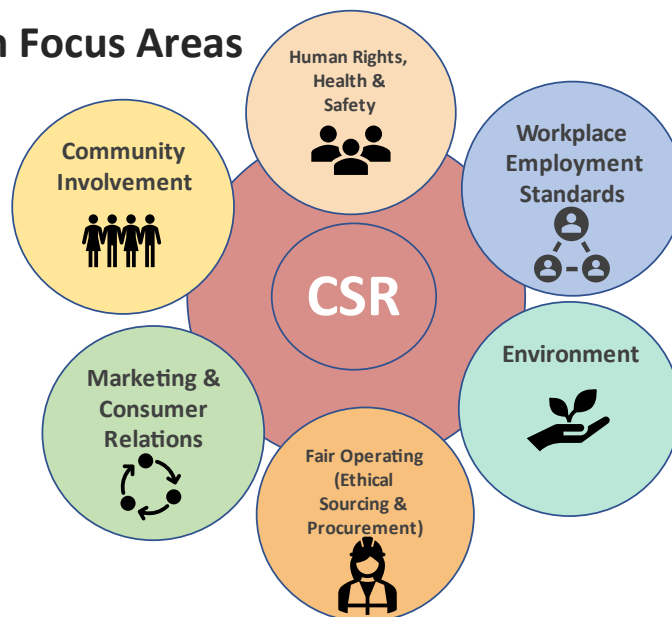 Focus Areas
Human Rights,
Health &
Safety
Workplace
Employment
Standards
Environment
Fair Operating
(Ethical
Sourcing &
Procurement)
Marketing &
Consumer
Relations
Community
Involvement
CSR